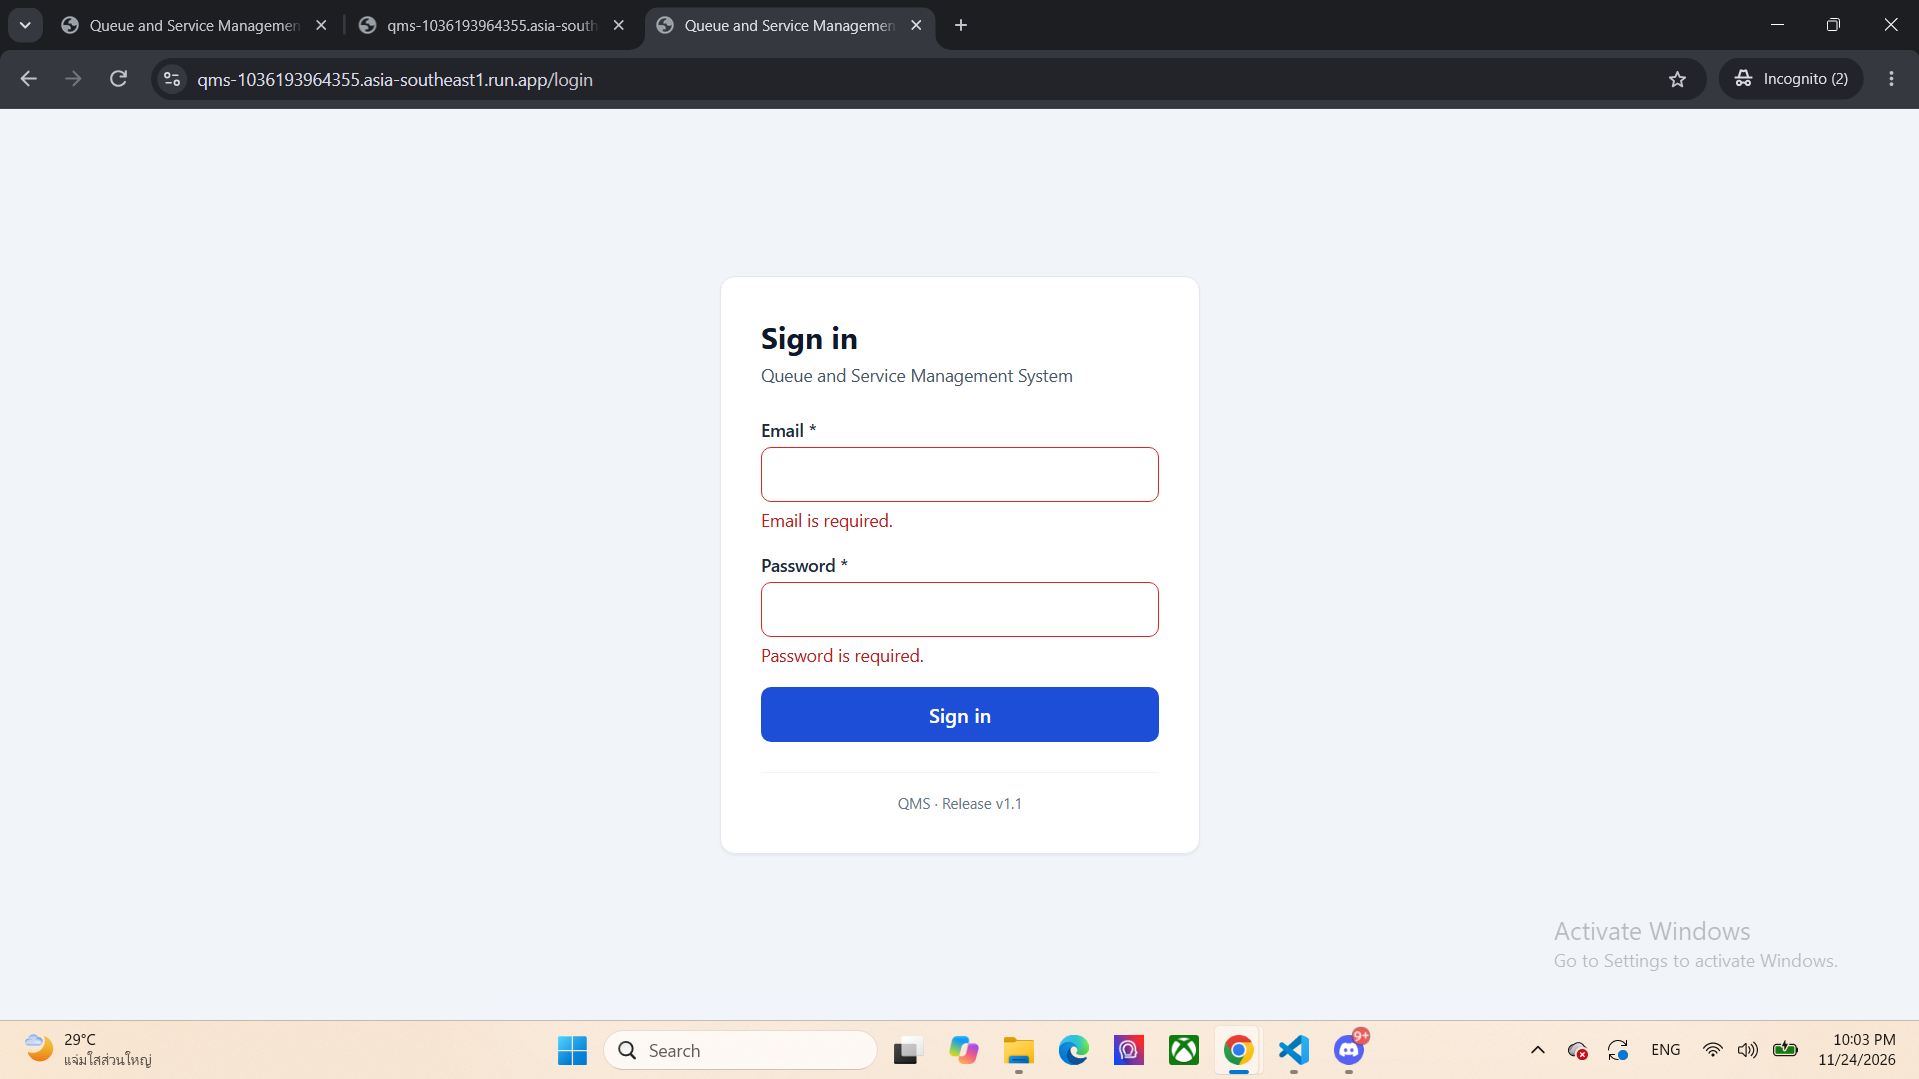 Queue and Service Managemen
qms-1036193964355.asia-south
Queue and Service Managemen
qms-1036193964355.asia-southeast1.run.app/login
Incognito (2)
Sign in
Queue and Service Management System
Email *
Email is required.
Password *
Password is required.
Sign in
QMS · Release v1.1
Activate Windows
Go to Settings to activate Windows.
29°C
แจ่มใสส่วนใหญ่
Search
9+
ENG
10:03 PM
11/24/2026